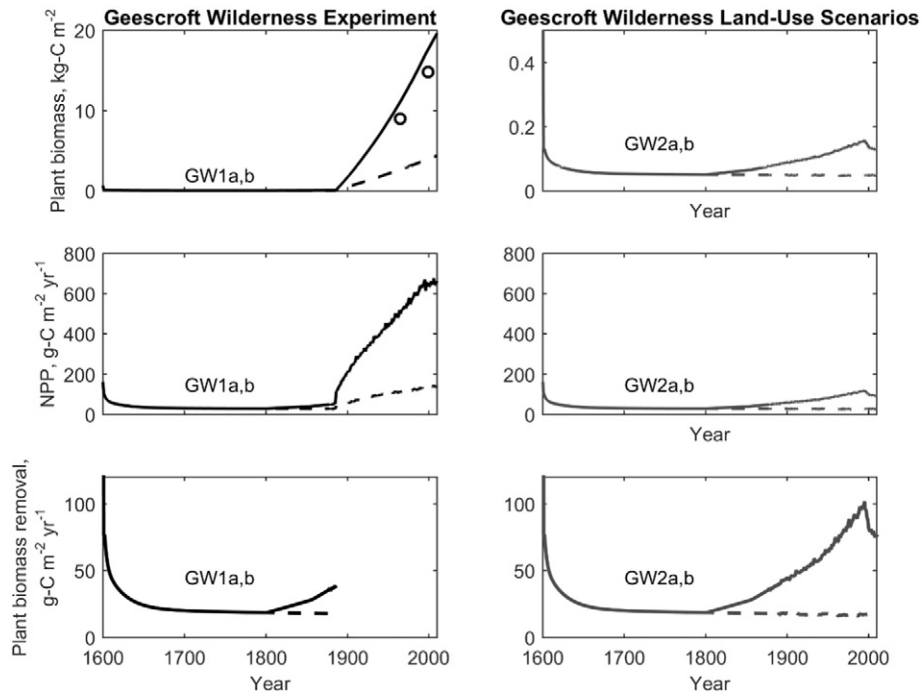 Geescroft Wilderness Experiment
Geescroft Wilderness Land-Use Scenarios
Plant biomass, kg-C m⁻²
20
10
0
GW1a,b
0.4
0.2
0
GW2a,b
Year
NPP, g-C m⁻² yr⁻¹
800
600
400
200
0
GW1a,b
800
600
400
200
0
GW2a,b
Year
Plant biomass removal,
g-C m⁻² yr⁻¹
100
50
0
GW1a,b
1600 1700 1800 1900 2000
Year
100
50
0
GW2a,b
1600 1700 1800 1900 2000
Year